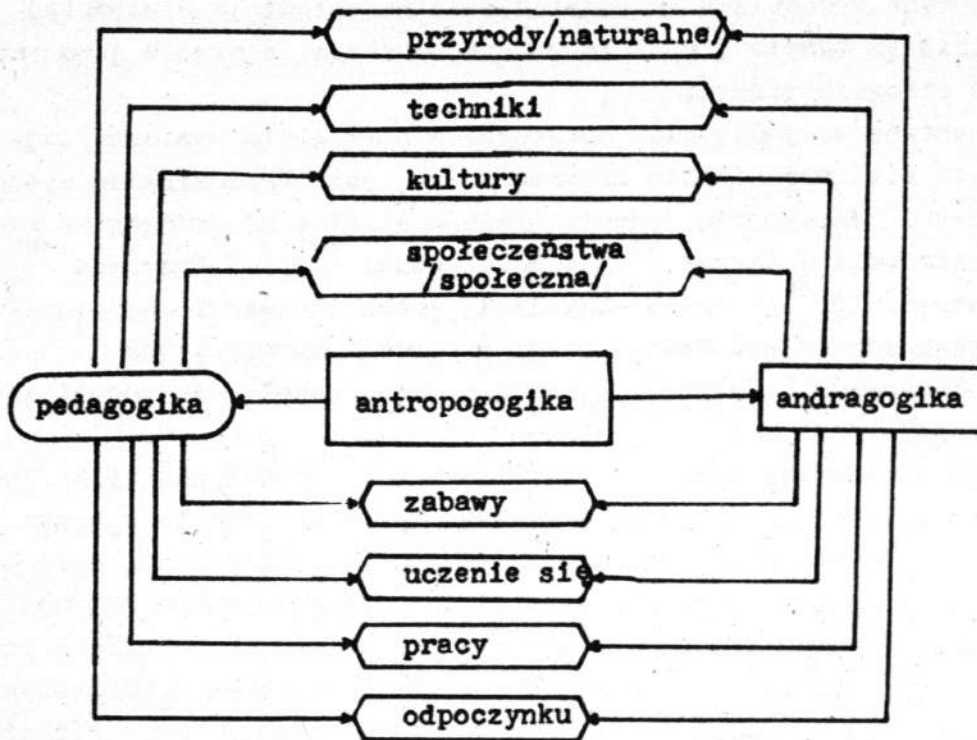 przyrody/naturalne/
techniki
kultury
społeczeństwa
/społeczna/
pedagogika
antropogogika
andragogika
zabawy
uczenie się
pracy
odpoczynku